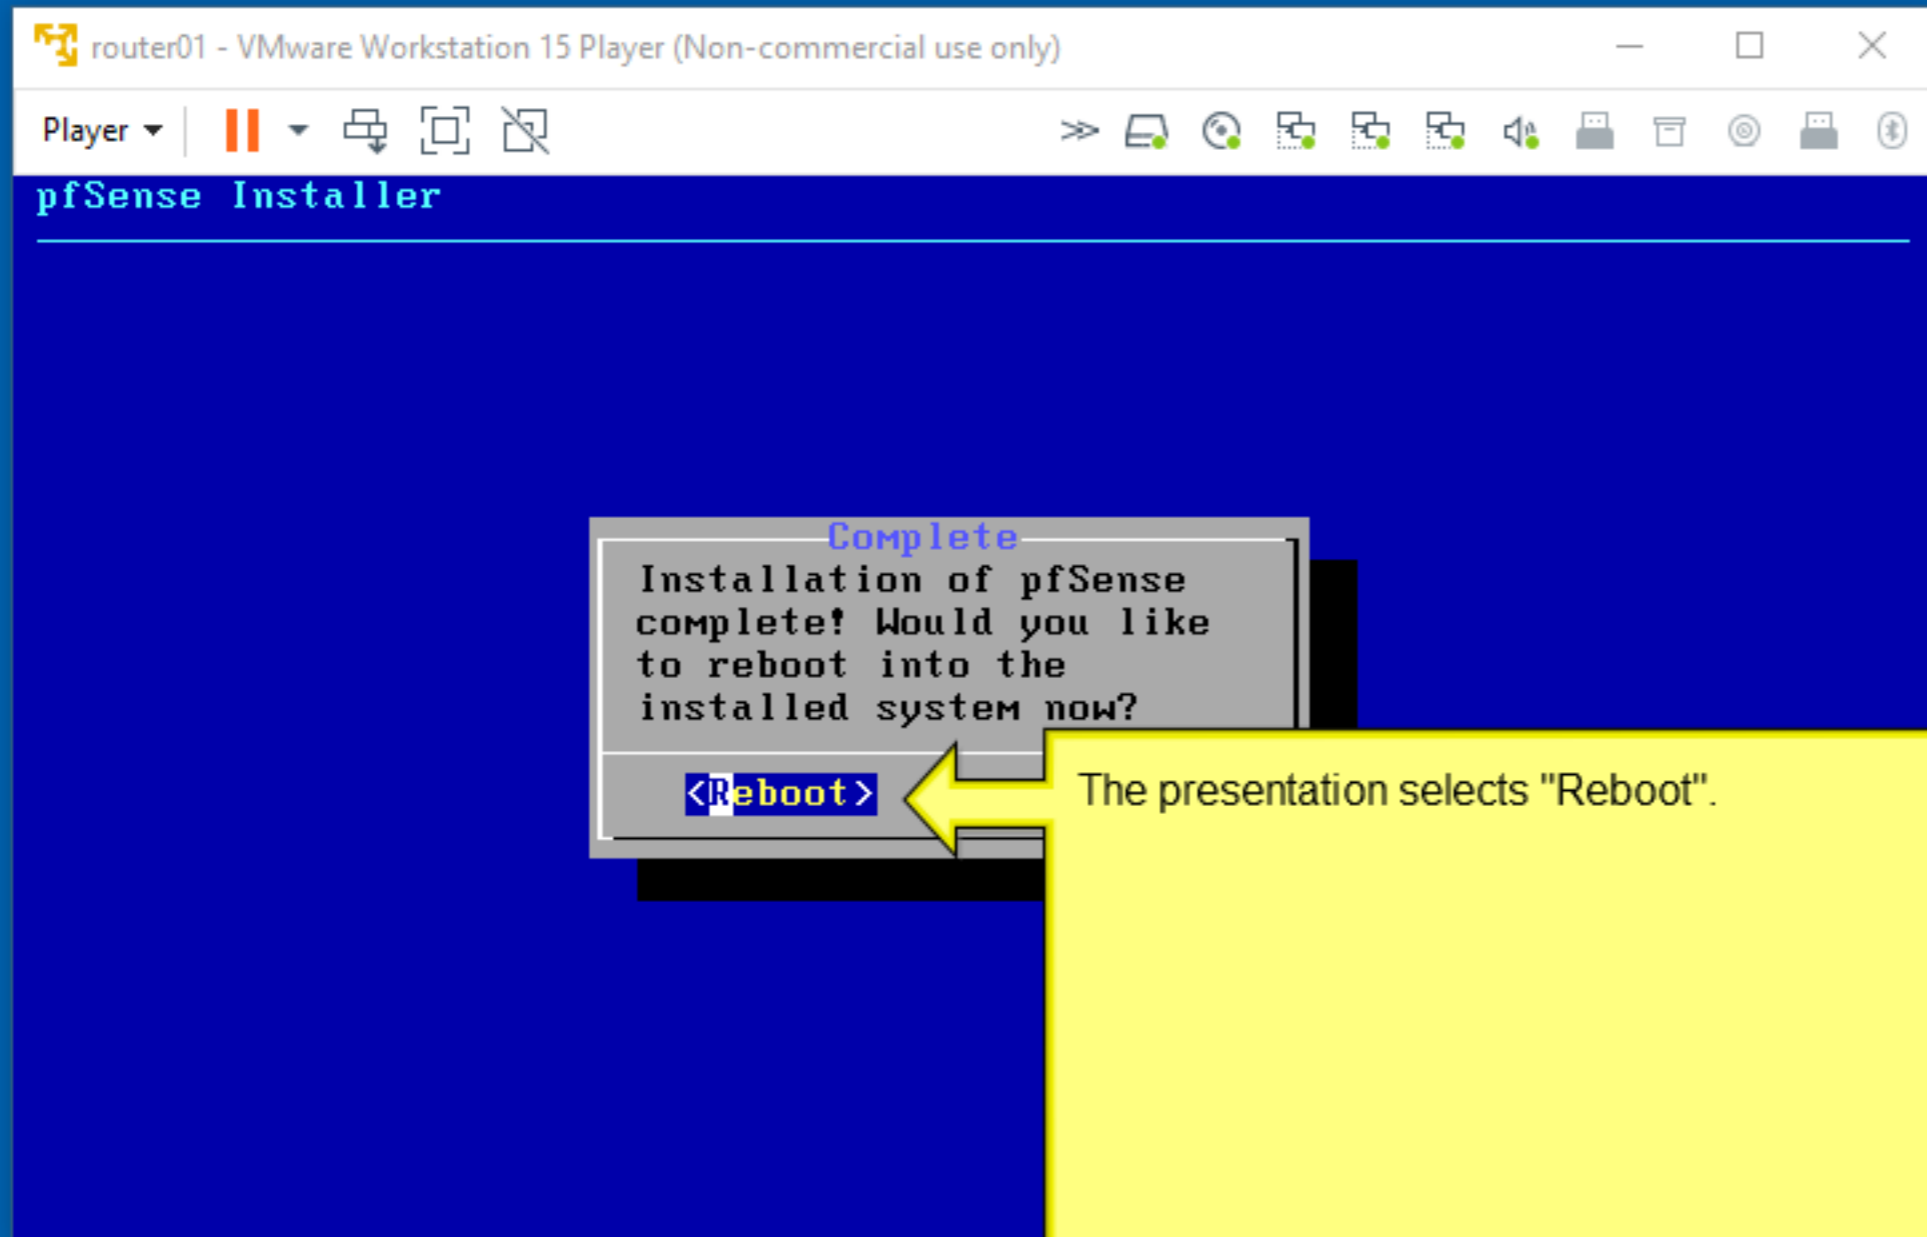 router01 - VMware Workstation 15 Player (Non-commercial use only)
Player
pfSense Installer
Complete
Installation of pfSense
complete! Would you like
to reboot into the
installed system now?
<Reboot>
The presentation selects "Reboot".